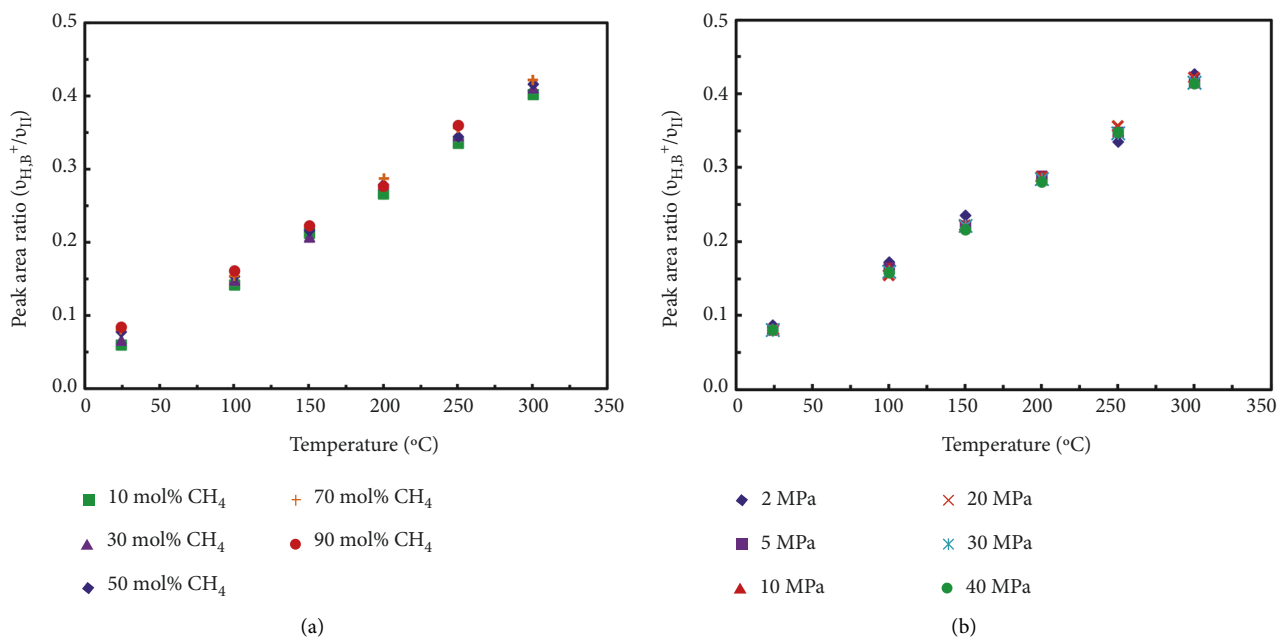 0.5
0.4
0.3
0.2
0.1
0.0
Peak area ratio (υH,B+/υII)
0 50 100 150 200 250 300 350
Temperature (ºC)
10 mol% CH4
30 mol% CH4
50 mol% CH4
70 mol% CH4
90 mol% CH4
(a)
0.5
0.4
0.3
0.2
0.1
0.0
Peak area ratio (υH,B+/υII)
0 50 100 150 200 250 300 350
Temperature (ºC)
2 MPa
5 MPa
10 MPa
20 MPa
30 MPa
40 MPa
(b)